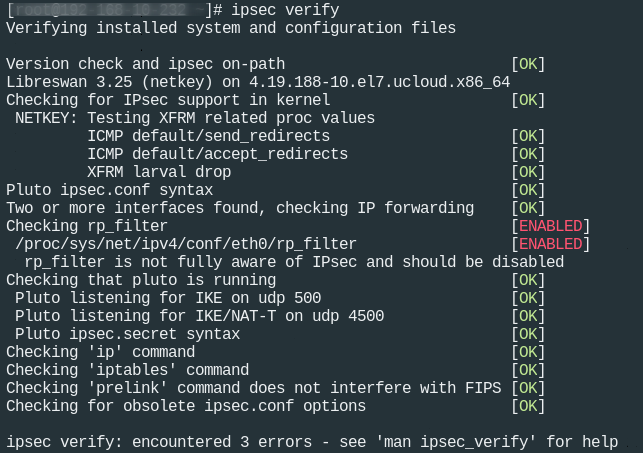 [root@192-168-10-232 ~]# ipsec verify
Verifying installed system and configuration files
Version check and ipsec on-path [OK]
Libreswan 3.25 (netkey) on 4.19.188-10.el7.ucloud.x86_64
Checking for IPsec support in kernel [OK]
NETKEY: Testing XFRM related proc values
ICMP default/send_redirects [OK]
ICMP default/accept_redirects [OK]
XFRM larval drop [OK]
Pluto ipsec.conf syntax [OK]
Two or more interfaces found, checking IP forwarding [OK]
Checking rp_filter [ENABLED]
/proc/sys/net/ipv4/conf/eth0/rp_filter [ENABLED]
rp_filter is not fully aware of IPsec and should be disabled
Checking that pluto is running [OK]
Pluto listening for IKE on udp 500 [OK]
Pluto listening for IKE/NAT-T on udp 4500 [OK]
Pluto ipsec.secret syntax [OK]
Checking 'ip' command [OK]
Checking 'iptables' command [OK]
Checking 'prelink' command does not interfere with FIPS [OK]
Checking for obsolete ipsec.conf options [OK]
ipsec verify: encountered 3 errors - see 'man ipsec_verify' for help